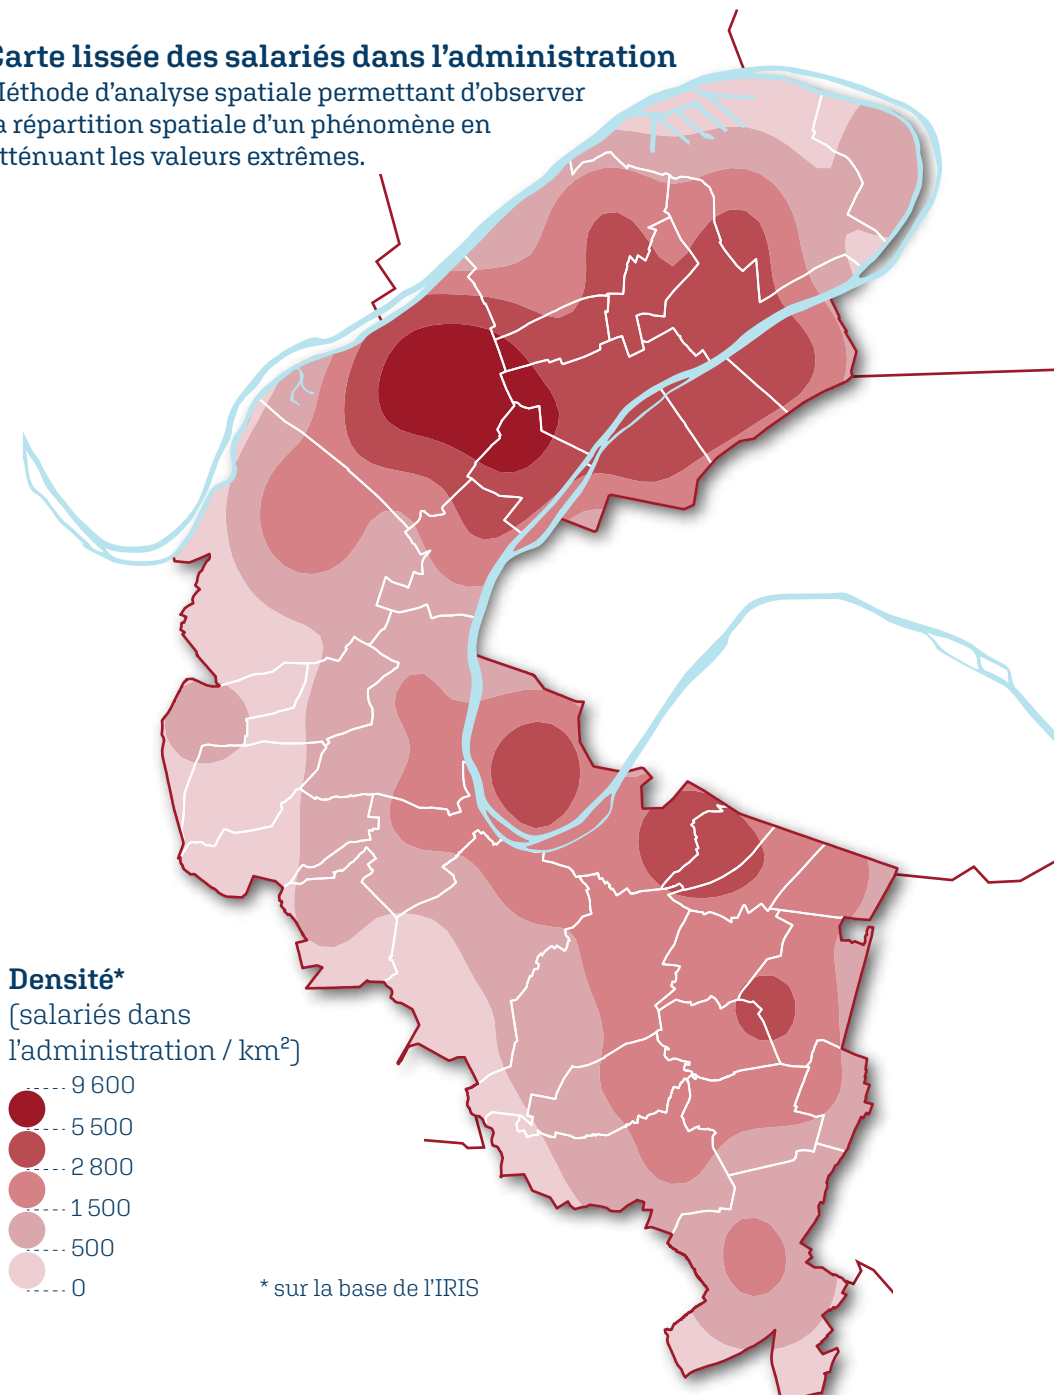 Carte lissée des salariés dans l'administration
Méthode d'analyse spatiale permettant d'observer
la répartition spatiale d'un phénomène en
atténuant les valeurs extrêmes.
Densité*
(salariés dans
l'administration / km²)
9 600
5 500
2 800
1 500
500
0
* sur la base de l'IRIS